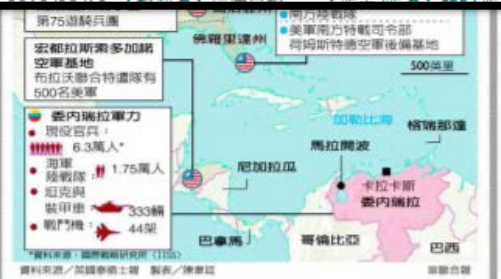 第75遊騎兵團
佛羅里達州
南方陸戰隊
美軍南方特戰司令部
荷姆斯特德空軍後備基地
500英里
宏都拉斯索多加諾
空軍基地
布拉沃聯合特遣隊有
500名美軍
委內瑞拉軍力
現役官兵：
6.3萬人*
海軍
陸戰隊：
1.75萬人
坦克與
裝甲車：
333輛
戰鬥機：
44架
*資料來源：國際戰略研究所（IISS）
加勒比海
格瑞那達
馬拉開波
尼加拉瓜
卡拉卡斯
委內瑞拉
巴拿馬
哥倫比亞
巴西
資料來源／英國泰晤士報
製表／陳韋廷